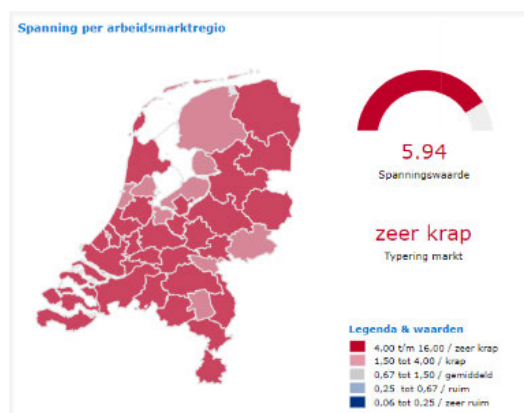 Spanning per arbeidsmarktregio
5.94
Spanningswaarde
zeer krap
Typering markt
Legenda & waarden
4,00 t/m 16,00 / zeer krap
1,50 tot 4,00 / krap
0,67 tot 1,50 / gemiddeld
0,25 tot 0,67 / ruim
0,06 tot 0,25 / zeer ruim